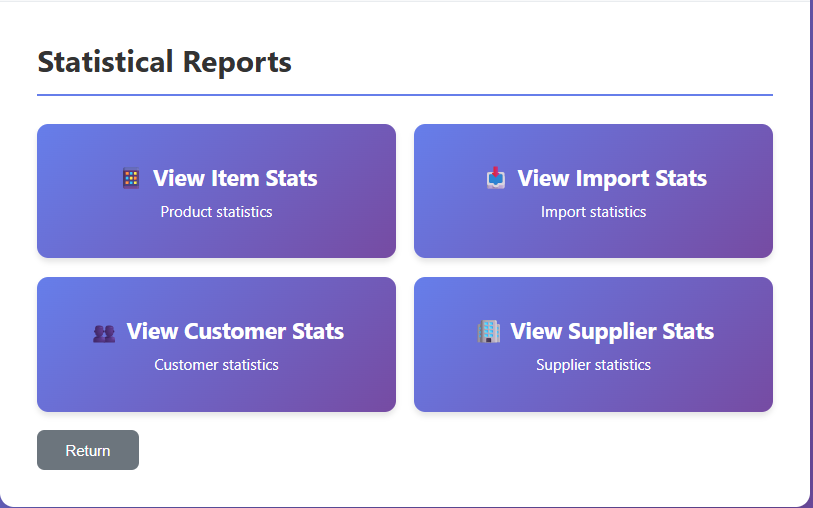 Statistical Reports
View Item Stats
Product statistics
View Import Stats
Import statistics
View Customer Stats
Customer statistics
View Supplier Stats
Supplier statistics
Return